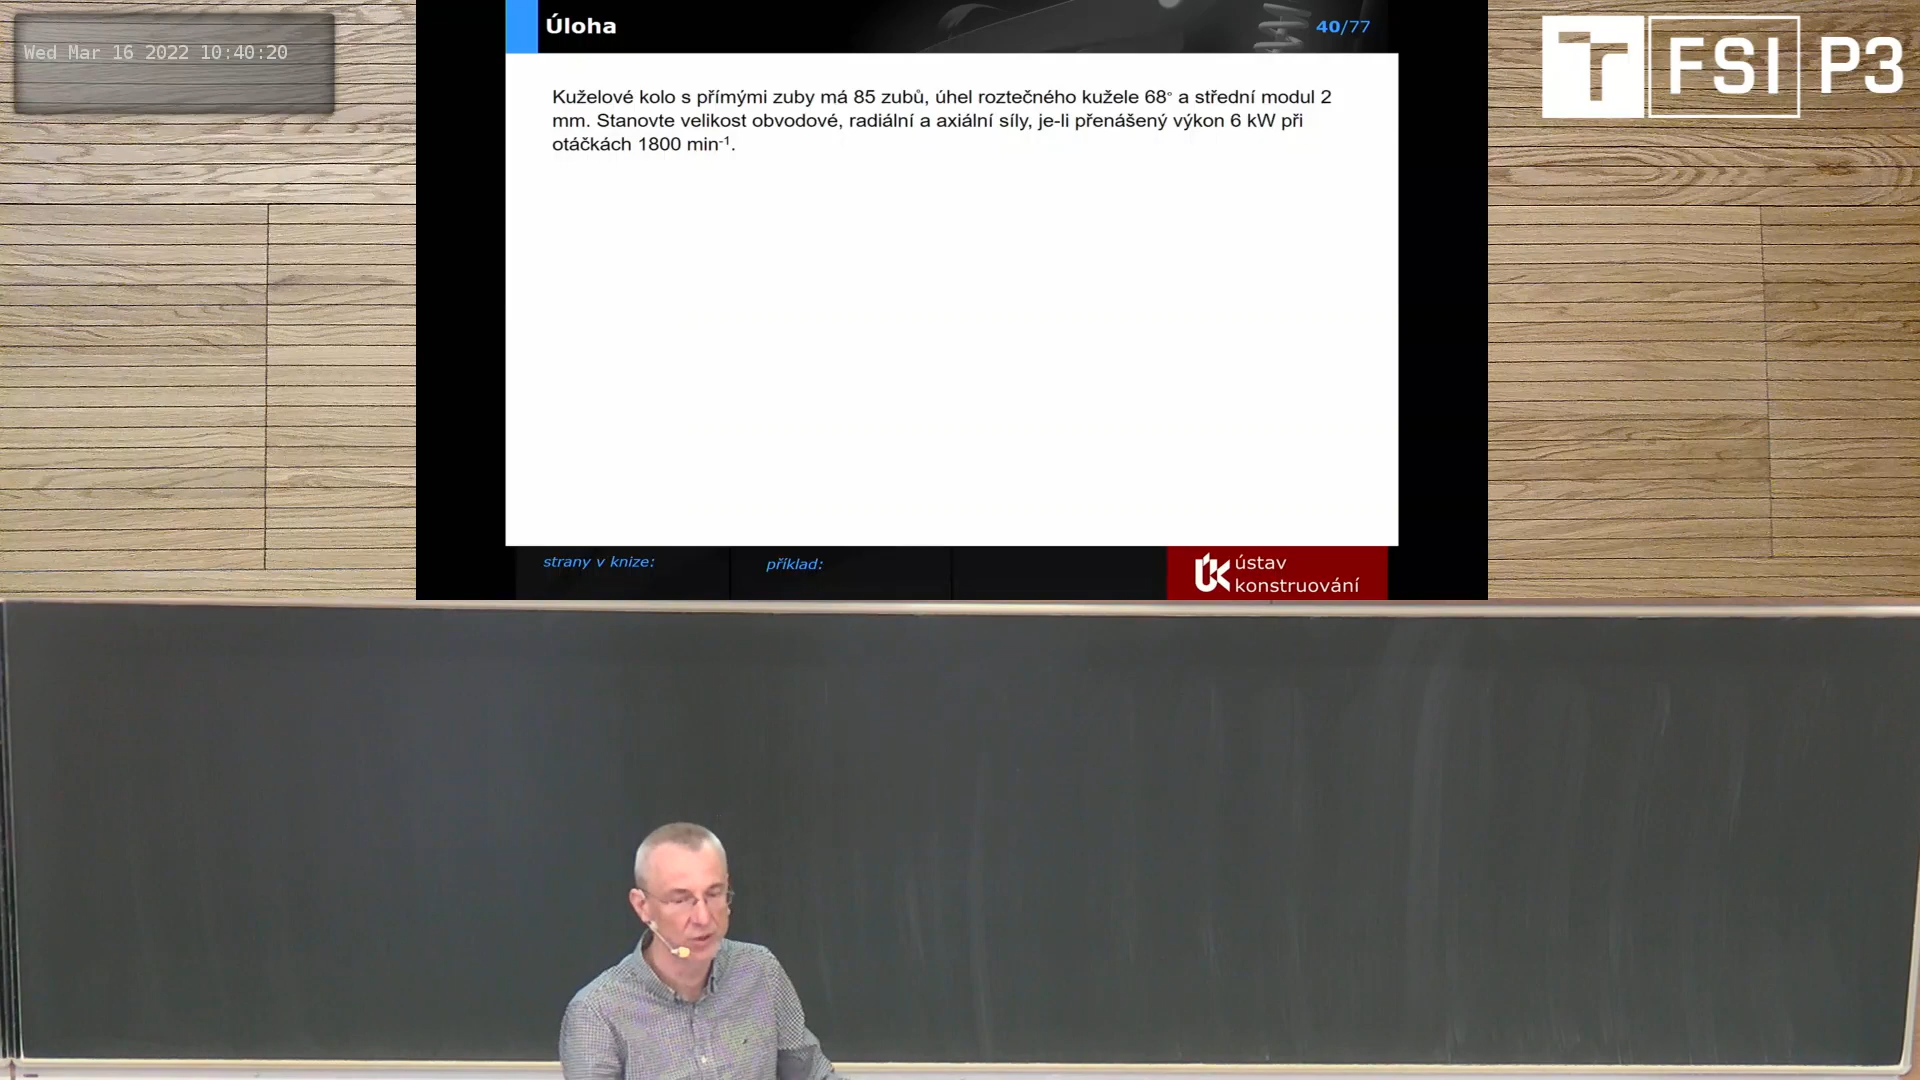 Wed Mar 16 2022 10:40:20
Úloha
40/77
FSI P3
Kuželové kolo s přímými zuby má 85 zubů, úhel roztečného kužele 68° a střední modul 2
mm. Stanovte velikost obvodové, radiální a axiální síly, je-li přenášený výkon 6 kW při
otáčkách 1800 min⁻¹.
strany v knize:
příklad:
ústav
konstruování